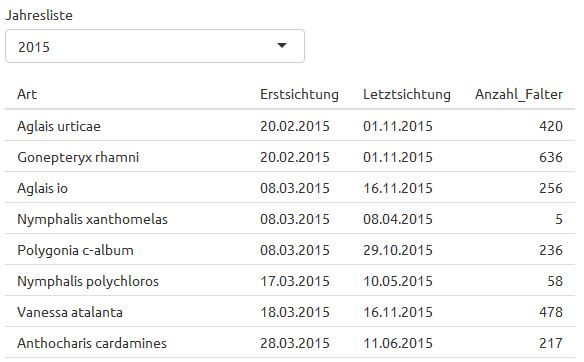 Jahresliste
2015
Art Erstsichtung Letztsichtung Anzahl_Falter
Aglais urticae 20.02.2015 01.11.2015 420
Gonepteryx rhamni 20.02.2015 01.11.2015 636
Aglais io 08.03.2015 16.11.2015 256
Nymphalis xanthomelas 08.03.2015 08.04.2015 5
Polygonia c-album 08.03.2015 29.10.2015 236
Nymphalis polychloros 17.03.2015 10.05.2015 58
Vanessa atalanta 18.03.2015 16.11.2015 478
Anthocharis cardamines 28.03.2015 11.06.2015 217